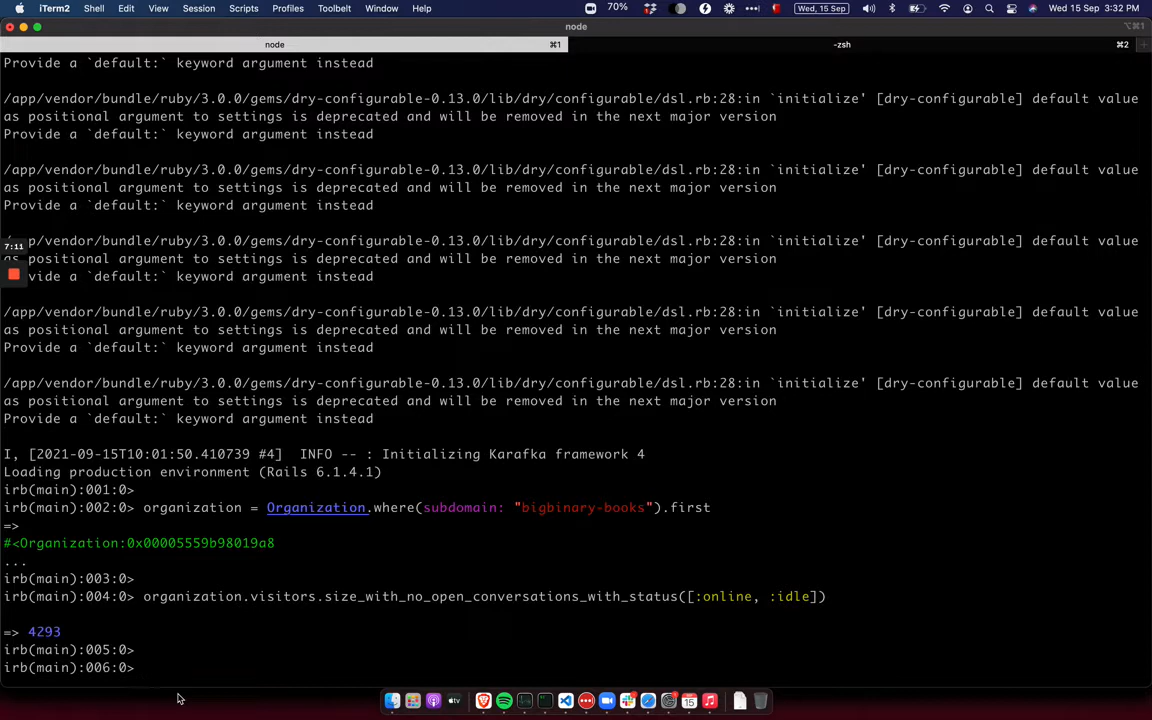 iTerm2 Shell Edit View Session Scripts Profiles Toolbelt Window Help 70% Wed, 15 Sep Wed 15 Sep 3:32 PM
node ⌥⌘1
node ⌘1 -zsh ⌘2 +
Provide a `default:` keyword argument instead
/app/vendor/bundle/ruby/3.0.0/gems/dry-configurable-0.13.0/lib/dry/configurable/dsl.rb:28:in `initialize' [dry-configurable] default value
as positional argument to settings is deprecated and will be removed in the next major version
Provide a `default:` keyword argument instead
/app/vendor/bundle/ruby/3.0.0/gems/dry-configurable-0.13.0/lib/dry/configurable/dsl.rb:28:in `initialize' [dry-configurable] default value
as positional argument to settings is deprecated and will be removed in the next major version
Provide a `default:` keyword argument instead
7:11
/app/vendor/bundle/ruby/3.0.0/gems/dry-configurable-0.13.0/lib/dry/configurable/dsl.rb:28:in `initialize' [dry-configurable] default value
as positional argument to settings is deprecated and will be removed in the next major version
vide a `default:` keyword argument instead
/app/vendor/bundle/ruby/3.0.0/gems/dry-configurable-0.13.0/lib/dry/configurable/dsl.rb:28:in `initialize' [dry-configurable] default value
as positional argument to settings is deprecated and will be removed in the next major version
Provide a `default:` keyword argument instead
/app/vendor/bundle/ruby/3.0.0/gems/dry-configurable-0.13.0/lib/dry/configurable/dsl.rb:28:in `initialize' [dry-configurable] default value
as positional argument to settings is deprecated and will be removed in the next major version
Provide a `default:` keyword argument instead
I, [2021-09-15T10:01:50.410739 #4]  INFO -- : Initializing Karafka framework 4
Loading production environment (Rails 6.1.4.1)
irb(main):001:0>
irb(main):002:0> organization = Organization.where(subdomain: "bigbinary-books").first
=>
#<Organization:0x00005559b98019a8
...
irb(main):003:0>
irb(main):004:0> organization.visitors.size_with_no_open_conversations_with_status([:online, :idle])
=> 4293
irb(main):005:0>
irb(main):006:0>
tv
15